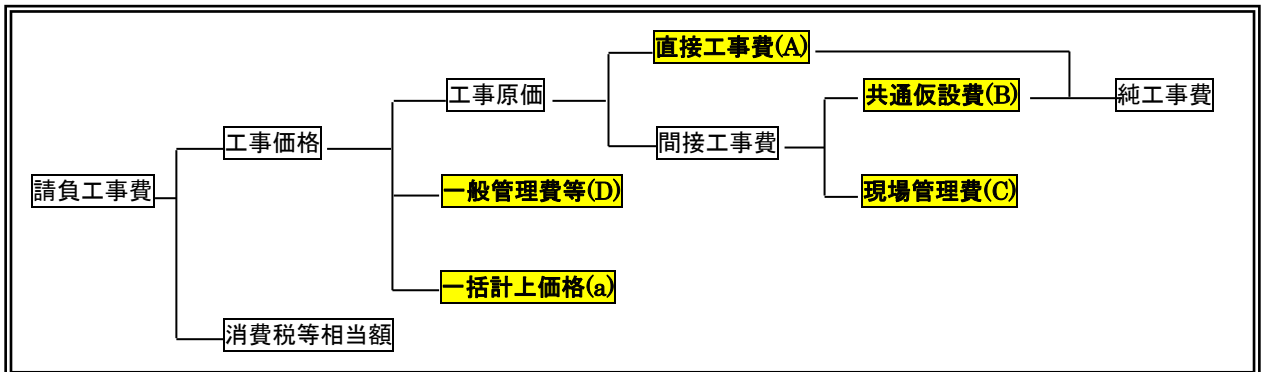 直接工事費(A)
工事原価
共通仮設費(B)
純工事費
工事価格
間接工事費
請負工事費
一般管理費等(D)
現場管理費(C)
一括計上価格(a)
消費税等相当額